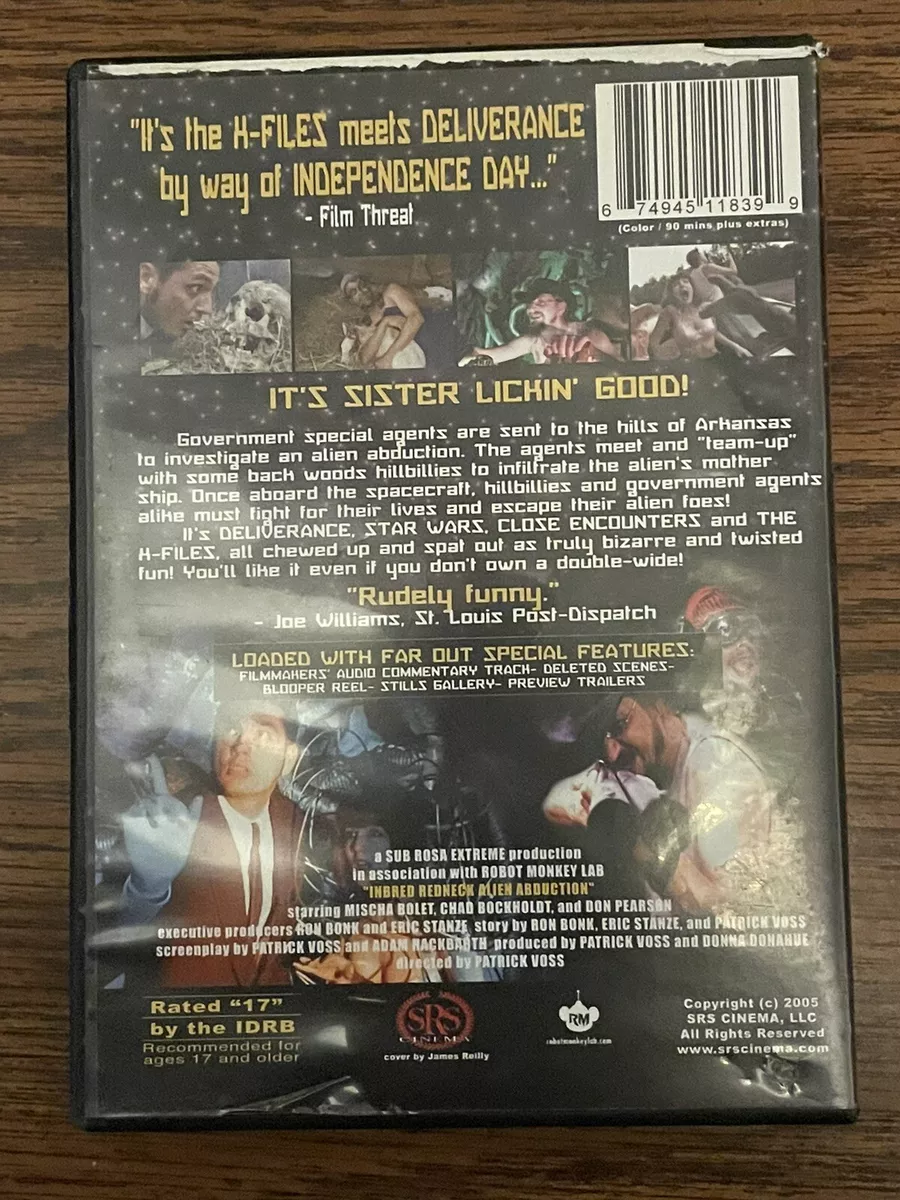 "It's the X-FILES meets DELIVERANCE
by way of INDEPENDENCE DAY..."
- Film Threat
6 74945 11839 9
(Color / 90 mins plus extras)
IT'S SISTER LICKIN' GOOD!
Government special agents are sent to the hills of Arkansas
to investigate an alien abduction. The agents meet and "team-up"
with some back woods hillbillies to infiltrate the alien's mother
ship. Once aboard the spacecraft, hillbillies and government agents
alike must fight for their lives and escape their alien foes!
It's DELIVERANCE, STAR WARS, CLOSE ENCOUNTERS and THE
X-FILES, all chewed up and spat out as truly bizarre and twisted
fun! You'll like it even if you don't own a double-wide!
"Rudely funny."
- Joe Williams, St. Louis Post-Dispatch
LOADED WITH FAR OUT SPECIAL FEATURES:
FILMMAKERS' AUDIO COMMENTARY TRACK- DELETED SCENES-
BLOOPER REEL- STILLS GALLERY- PREVIEW TRAILERS
a SUB ROSA EXTREME production
in association with ROBOT MONKEY LAB
"INBRED REDNECK ALIEN ABDUCTION"
starring MISCHA BOLET, CHAD BOCKHOLDT, and DON PEARSON
executive producers RON BONK and ERIC STANZE, story by RON BONK, ERIC STANZE, and PATRICK VOSS
screenplay by PATRICK VOSS and ADAM HACKBARTH, produced by PATRICK VOSS and DONNA DONAHUE
directed by PATRICK VOSS
Rated "17"
by the IDRB
Recommended for
ages 17 and older
SRS
CINEMA
cover by James Reilly
RM
robotmonkeylab.com
Copyright (c) 2005
SRS CINEMA, LLC
All Rights Reserved
www.srscinema.com